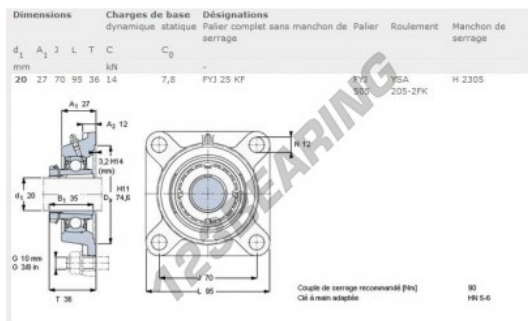 Dimensions Charges de base Désignations
dynamique statique Palier complet sans manchon de Palier Roulement Manchon de
serrage serrage
d1 A1 J L T C C0
mm kN -
20 27 70 95 36 14 7,8 FYJ 25 KF FYJ YSA H 2305
505 205-2FK
A1 27
A2 12
N 12
3,2 H14
(mm)
d1 20
B1 35
H11
74,6
G 10 mm
G 3/8 in
J 70
L 95
T 36
Couple de serrage recommandé [Nm] 90
Clé à main adaptée HN 5-6
123BEARING